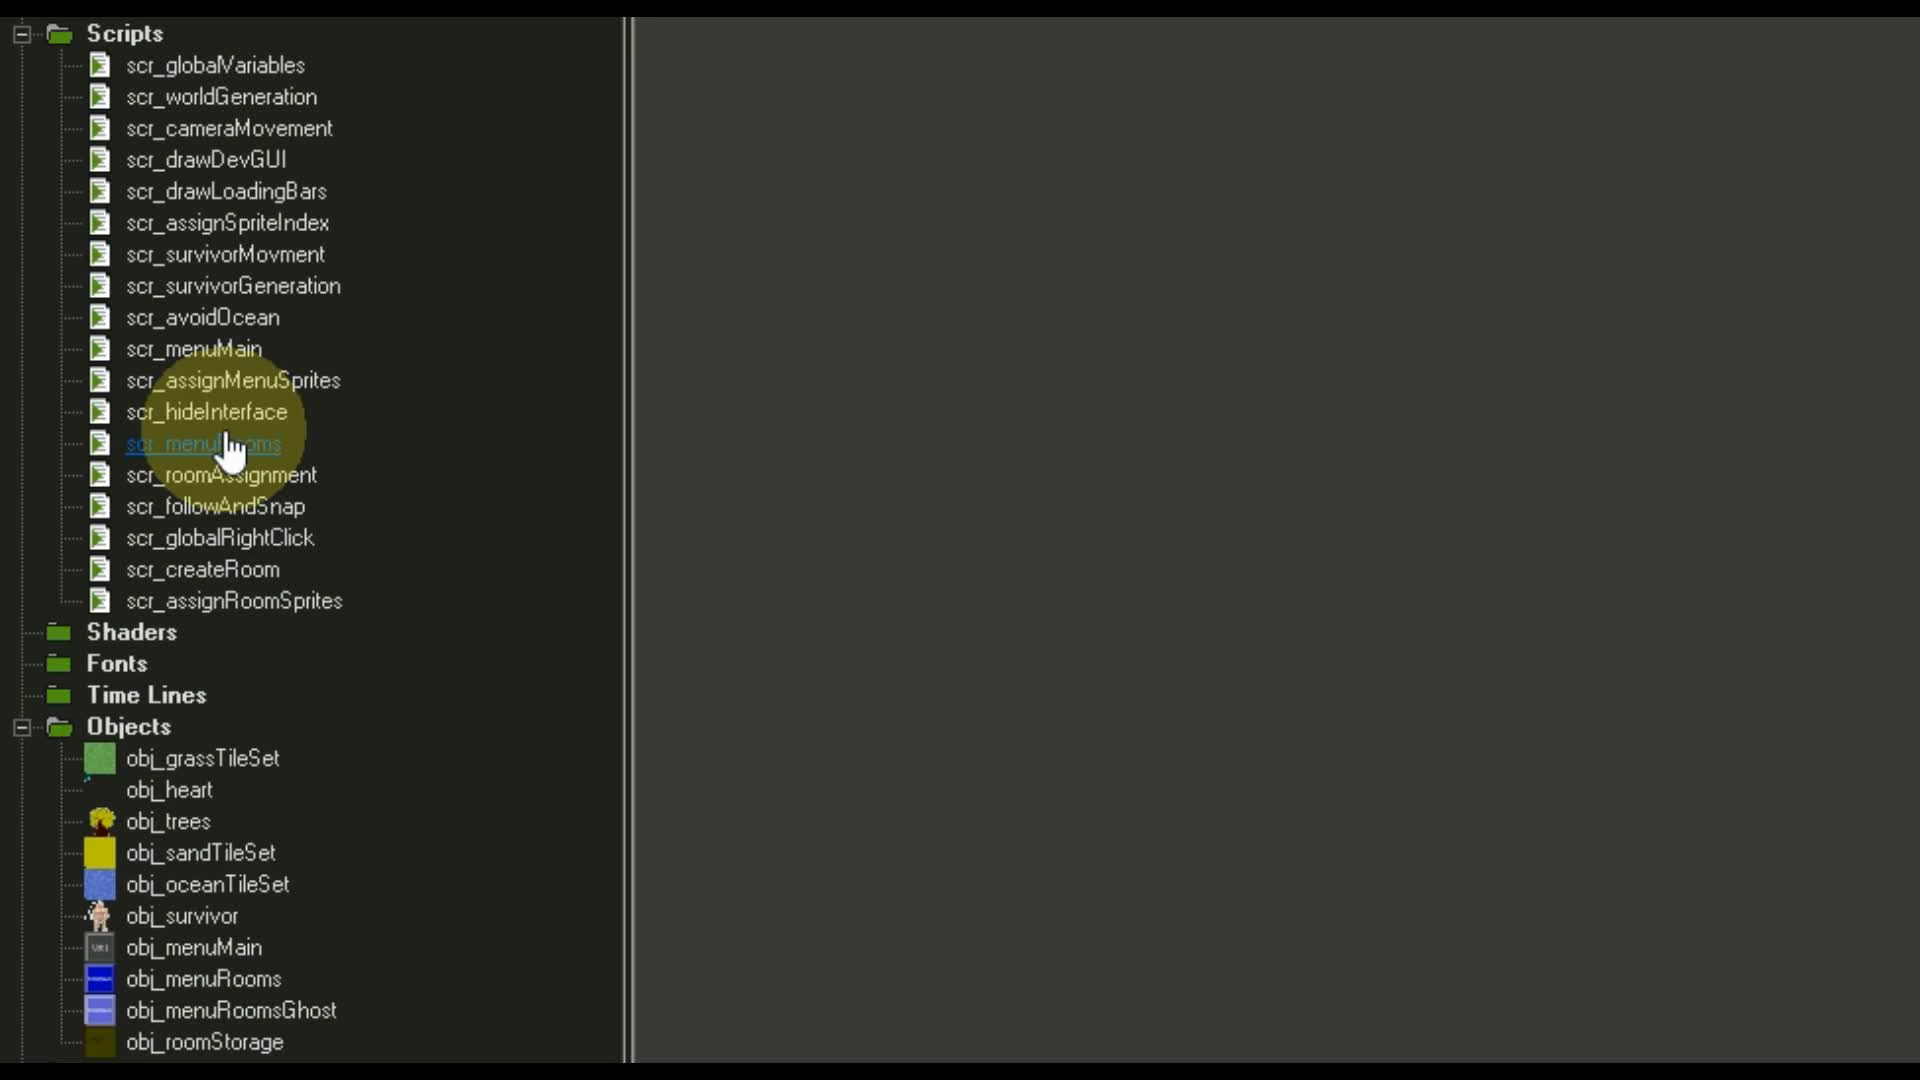 Scripts
scr_globalVariables
scr_worldGeneration
scr_cameraMovement
scr_drawDevGUI
scr_drawLoadingBars
scr_assignSpriteIndex
scr_survivorMovment
scr_survivorGeneration
scr_avoidOcean
scr_menuMain
scr_assignMenuSprites
scr_hideInterface
scr_menuRooms
scr_roomAssignment
scr_followAndSnap
scr_globalRightClick
scr_createRoom
scr_assignRoomSprites
Shaders
Fonts
Time Lines
Objects
obj_grassTileSet
obj_heart
obj_trees
obj_sandTileSet
obj_oceanTileSet
obj_survivor
obj_menuMain
obj_menuRooms
obj_menuRoomsGhost
obj_roomStorage